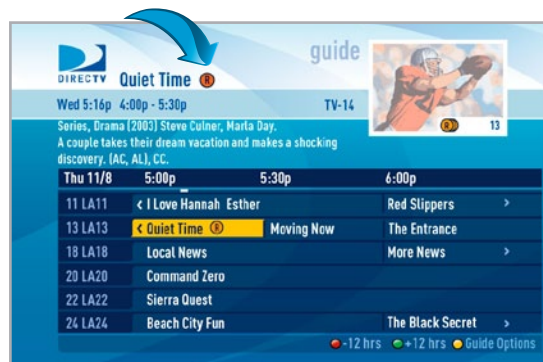 guide
DIRECTV Quiet Time R
Wed 5:16p 4:00p - 5:30p TV-14
Series, Drama (2003) Steve Culner, Marla Day.
A couple takes their dream vacation and makes a shocking
discovery. (AC, AL), CC.
R 13
Thu 11/8 5:00p 5:30p 6:00p
11 LA11 < I Love Hannah Esther Red Slippers >
13 LA13 < Quiet Time R Moving Now The Entrance
18 LA18 Local News More News >
20 LA20 Command Zero
22 LA22 Sierra Quest
24 LA24 Beach City Fun The Black Secret >
-12 hrs +12 hrs Guide Options